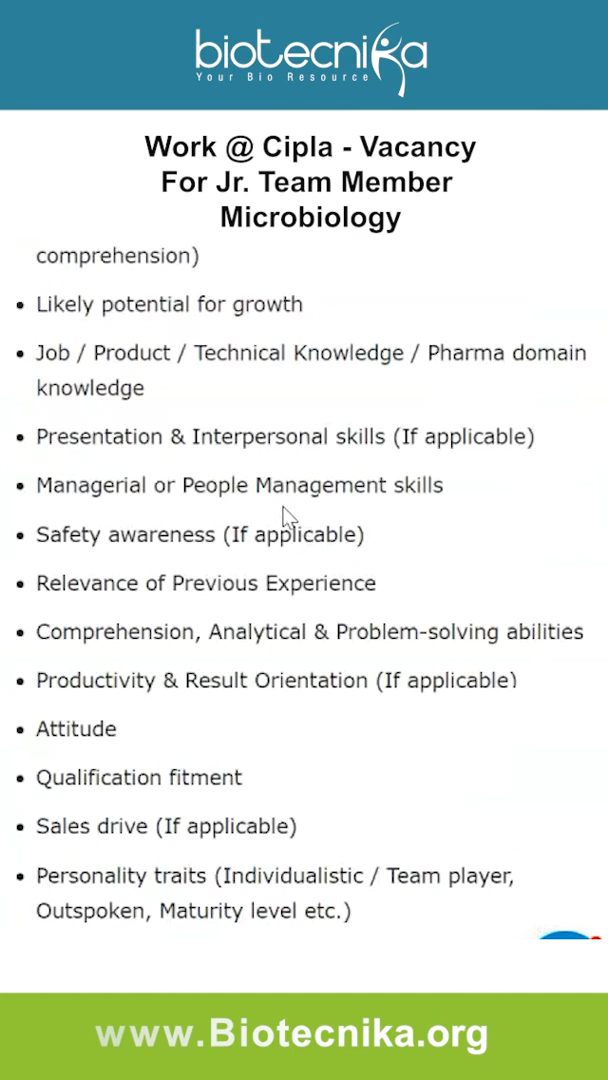 biotecnika
Your Bio Resource
Work @ Cipla - Vacancy
For Jr. Team Member
Microbiology
comprehension)
• Likely potential for growth
• Job / Product / Technical Knowledge / Pharma domain
knowledge
• Presentation & Interpersonal skills (If applicable)
• Managerial or People Management skills
• Safety awareness (If applicable)
• Relevance of Previous Experience
• Comprehension, Analytical & Problem-solving abilities
• Productivity & Result Orientation (If applicable)
• Attitude
• Qualification fitment
• Sales drive (If applicable)
• Personality traits (Individualistic / Team player,
Outspoken, Maturity level etc.)
www.Biotecnika.org